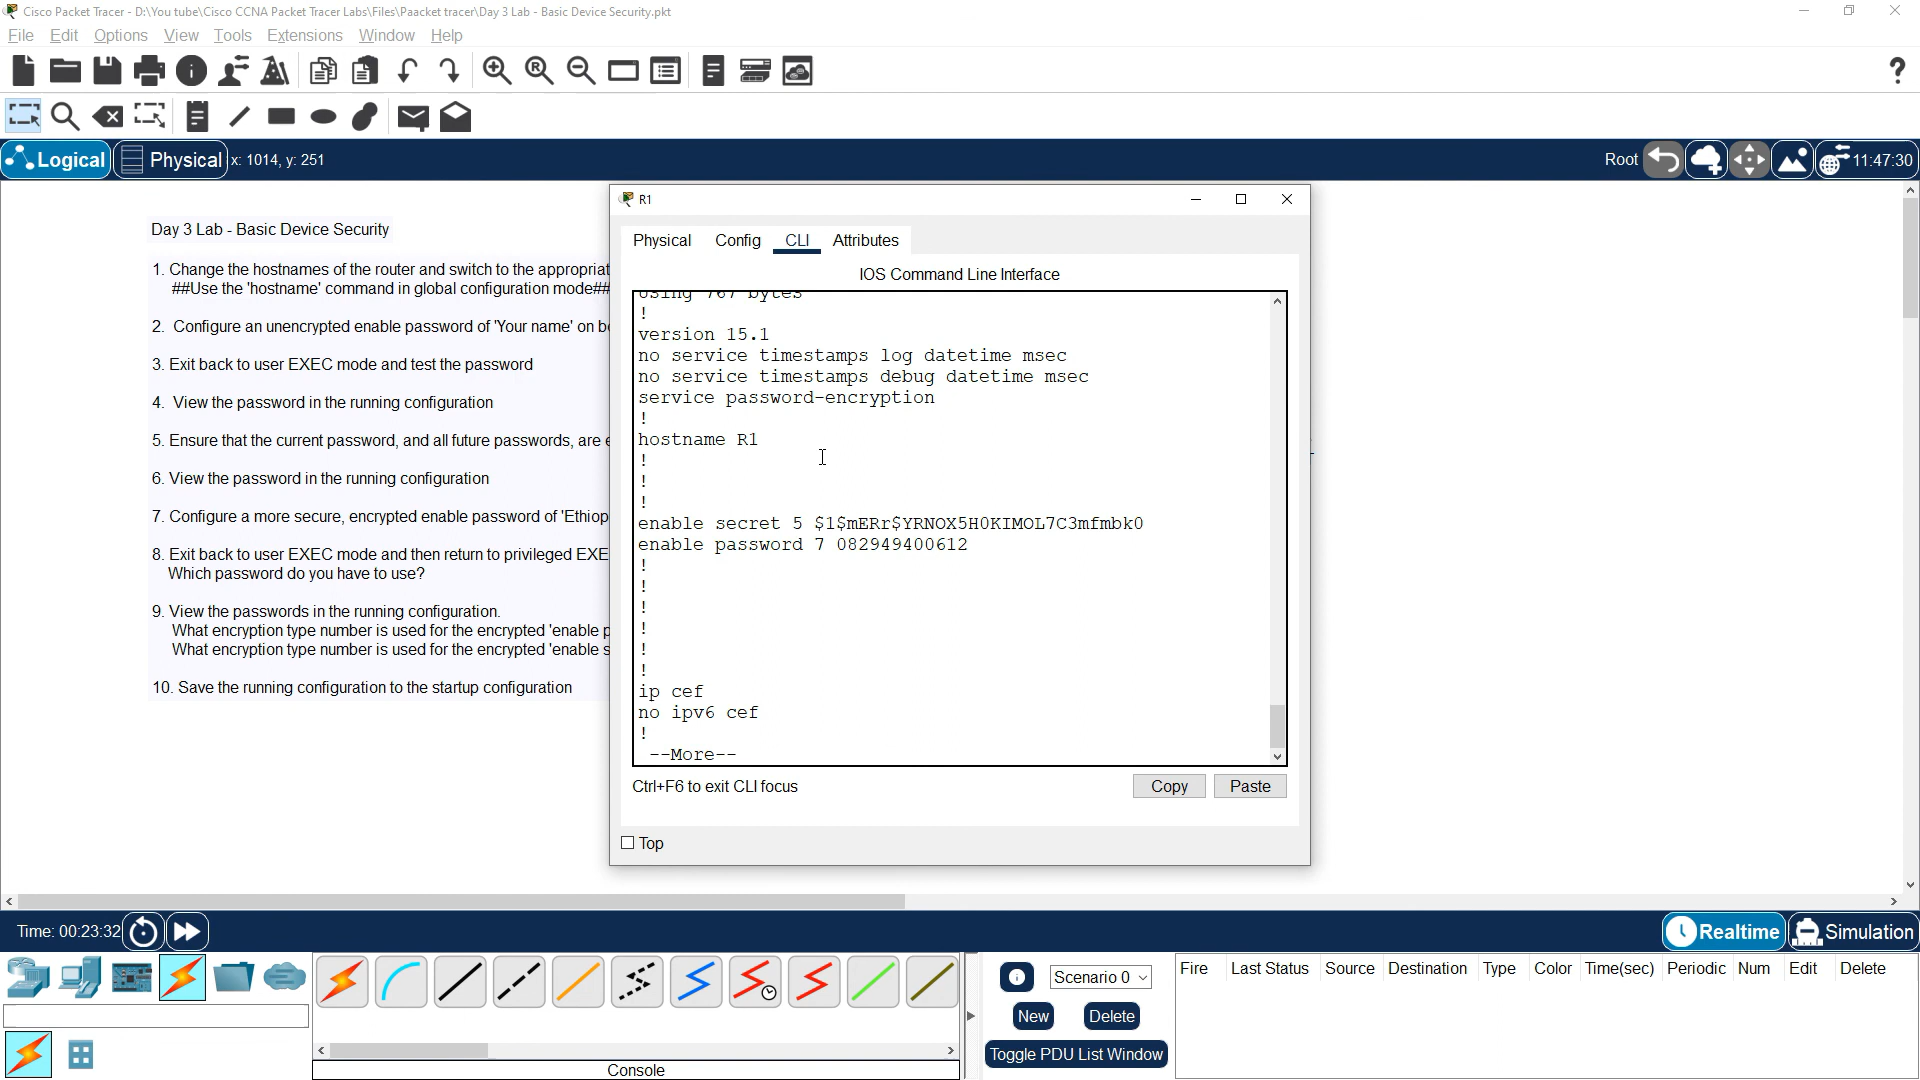 Cisco Packet Tracer - D:\You tube\Cisco CCNA Packet Tracer Labs\Files\Paacket tracer\Day 3 Lab - Basic Device Security.pkt
File Edit Options View Tools Extensions Window Help
Logical Physical x: 1014, y: 251 Root 11:47:30
Day 3 Lab - Basic Device Security
1. Change the hostnames of the router and switch to the appropriat
##Use the 'hostname' command in global configuration mode##
2. Configure an unencrypted enable password of 'Your name' on b
3. Exit back to user EXEC mode and test the password
4. View the password in the running configuration
5. Ensure that the current password, and all future passwords, are e
6. View the password in the running configuration
7. Configure a more secure, encrypted enable password of 'Ethiop
8. Exit back to user EXEC mode and then return to privileged EXE
Which password do you have to use?
9. View the passwords in the running configuration.
What encryption type number is used for the encrypted 'enable p
What encryption type number is used for the encrypted 'enable s
10. Save the running configuration to the startup configuration
R1
Physical Config CLI Attributes
IOS Command Line Interface
Using 767 bytes
!
version 15.1
no service timestamps log datetime msec
no service timestamps debug datetime msec
service password-encryption
!
hostname R1
!
!
!
enable secret 5 $1$mERr$YRNOX5H0KIMOL7C3mfmbk0
enable password 7 082949400612
!
!
!
!
!
!
ip cef
no ipv6 cef
!
--More--
Ctrl+F6 to exit CLI focus Copy Paste
Top
Time: 00:23:32 Realtime Simulation
Scenario 0
New Delete
Toggle PDU List Window
Fire Last Status Source Destination Type Color Time(sec) Periodic Num Edit Delete
Console